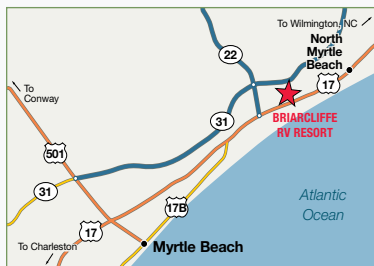 To Wilmington, NC
North
Myrtle
Beach
22
17
To
Conway
BRIARCLIFFE
RV RESORT
31
501
31
17B
Atlantic
Ocean
17
To Charleston
Myrtle Beach